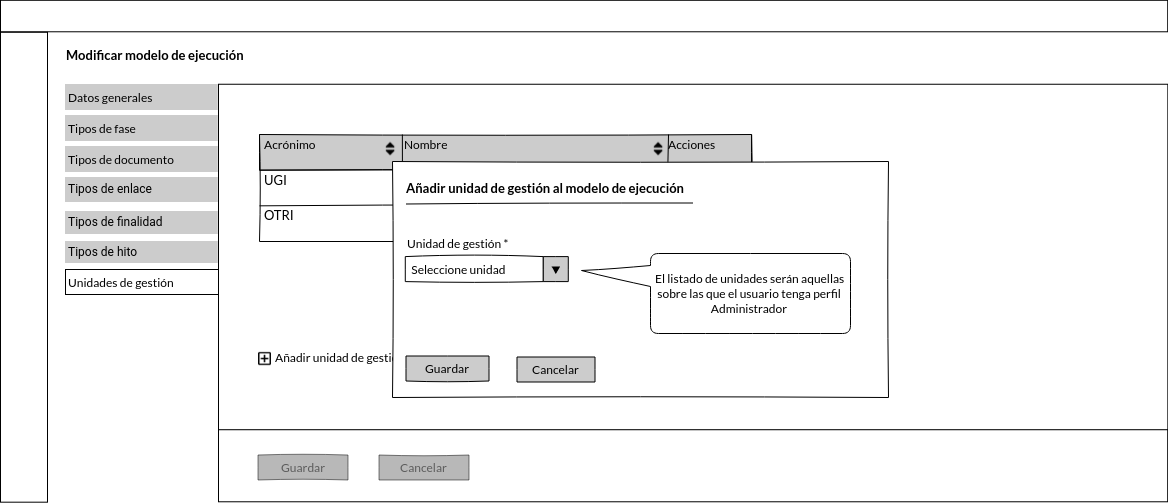 Modificar modelo de ejecución
Datos generales
Tipos de fase
Tipos de documento
Tipos de enlace
Tipos de finalidad
Tipos de hito
Unidades de gestión
Acrónimo Nombre Acciones
UGI
OTRI
Añadir unidad de gesti
Añadir unidad de gestión al modelo de ejecución
Unidad de gestión *
Seleccione unidad
El listado de unidades serán aquellas
sobre las que el usuario tenga perfil
Administrador
Guardar Cancelar
Guardar Cancelar